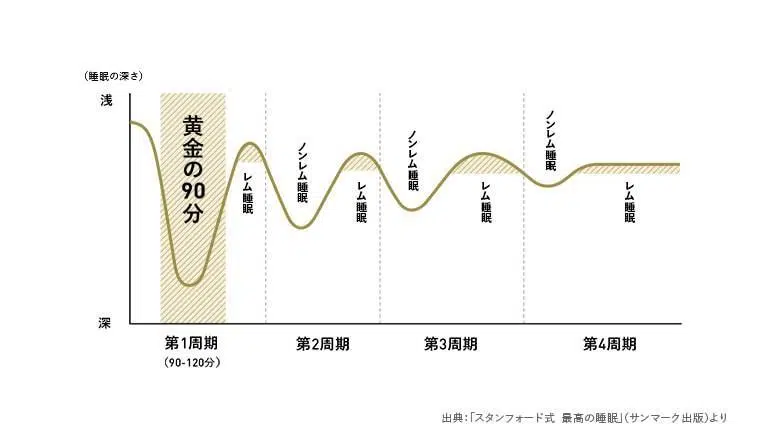 （睡眠の深さ）
浅
黄金の90分
レム睡眠
ノンレム睡眠
レム睡眠
ノンレム睡眠
レム睡眠
ノンレム睡眠
レム睡眠
深
第1周期
（90-120分）
第2周期
第3周期
第4周期
出典：「スタンフォード式 最高の睡眠」（サンマーク出版）より